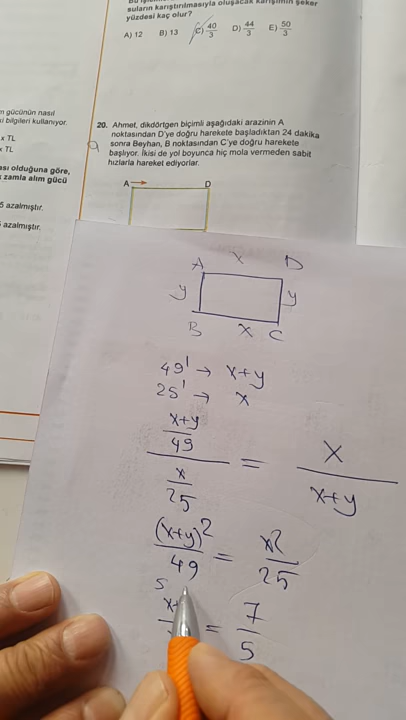 suların karıştırılmasıyla oluşacak karışımın şeker
yüzdesi kaç olur?
A) 12 B) 13 C) 40/3 D) 44/3 E) 50/3
m gücünün nasıl
bilgileri kullanıyor.
x TL
x TL
ası olduğuna göre,
zamla alım gücü
5 azalmıştır.
azalmıştır.
20. Ahmet, dikdörtgen biçimli aşağıdaki arazinin A
noktasından D'ye doğru harekete başladıktan 24 dakika
sonra Beyhan, B noktasından C'ye doğru harekete
başlıyor. İkisi de yol boyunca hiç mola vermeden sabit
hızlarla hareket ediyorlar.
A D
A x D
y y
B x C
49' → x+y
25' → x
((x+y)/49)/(x/25) = x/(x+y)
(x+y)²/49 = x²/25
5
= 7/5